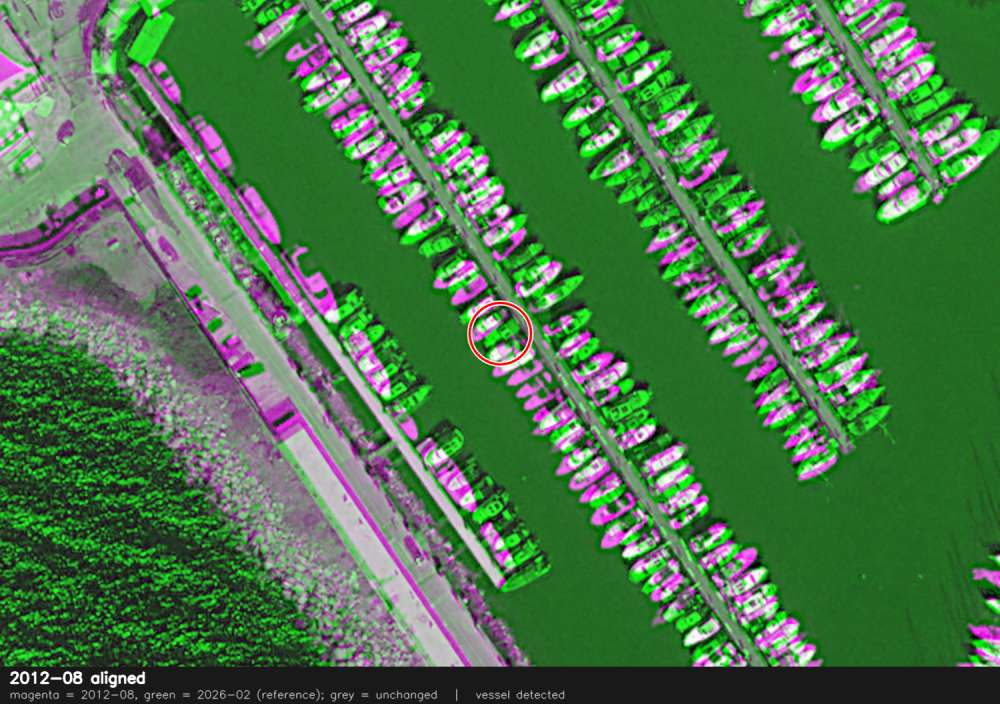 2012-08 aligned
magenta = 2012-08, green = 2026-02 (reference); grey = unchanged | vessel detected